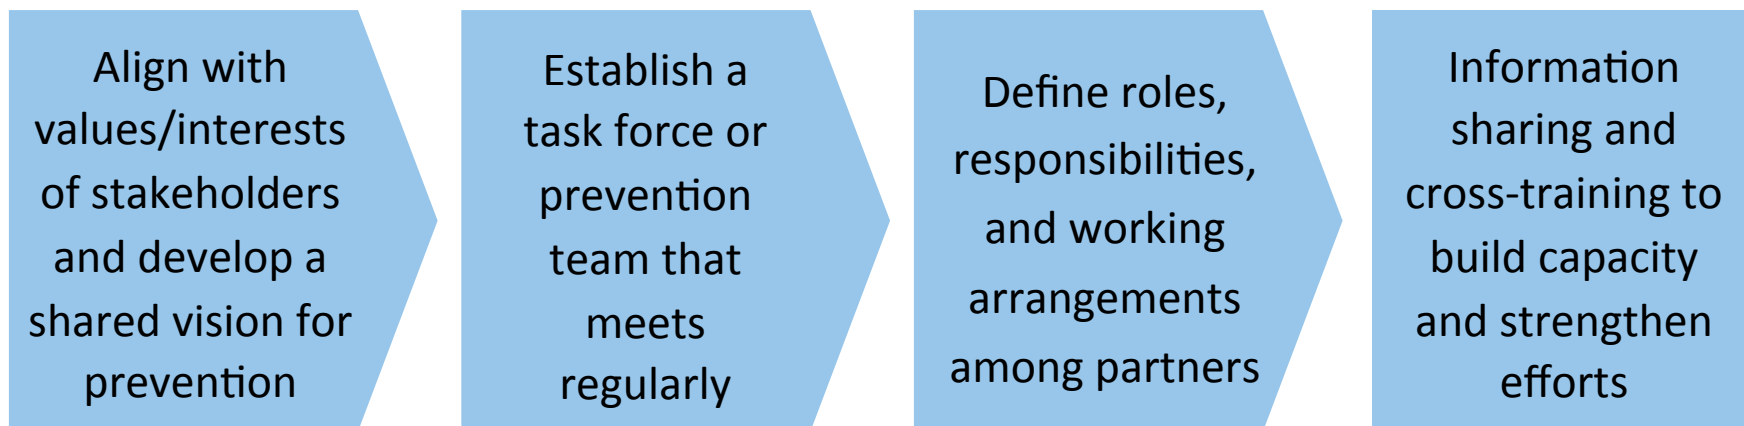 Align with
values/interests
of stakeholders
and develop a
shared vision for
prevention
Establish a
task force or
prevention
team that
meets
regularly
Define roles,
responsibilities,
and working
arrangements
among partners
Information
sharing and
cross-training to
build capacity
and strengthen
efforts